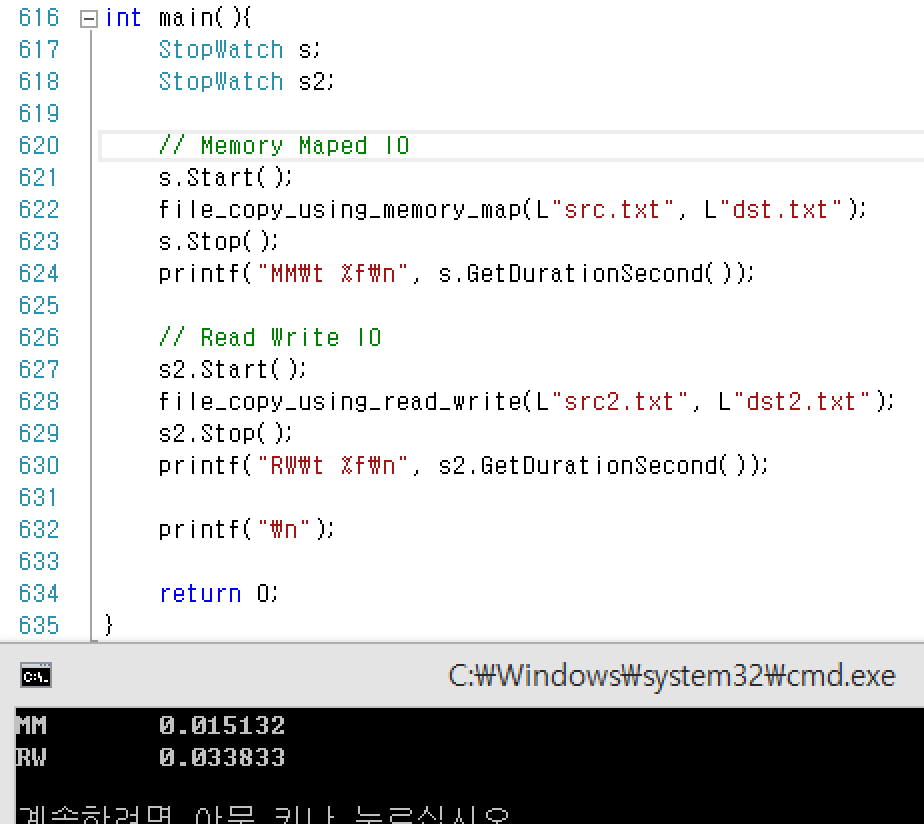 616 int main(){
617 StopWatch s;
618 StopWatch s2;
619
620 // Memory Maped IO
621 s.Start();
622 file_copy_using_memory_map(L"src.txt", L"dst.txt");
623 s.Stop();
624 printf("MM₩t %f₩n", s.GetDurationSecond());
625
626 // Read Write IO
627 s2.Start();
628 file_copy_using_read_write(L"src2.txt", L"dst2.txt");
629 s2.Stop();
630 printf("RW₩t %f₩n", s2.GetDurationSecond());
631
632 printf("₩n");
633
634 return 0;
635 }
C:₩Windows₩system32₩cmd.exe
MM 0.015132
RW 0.033833
계속하려면 아무 키나 누르십시오